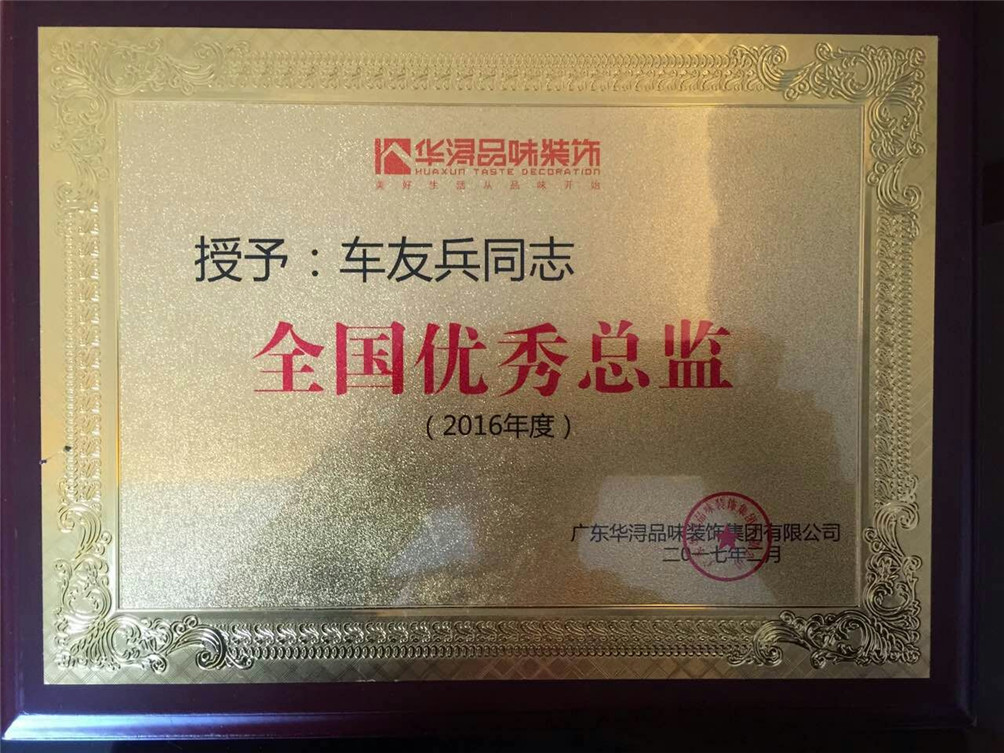 华浔品味装饰
HUAXUN TASTE DECORATION
美好生活从品味开始
授予：车友兵同志
全国优秀总监
（2016年度）
广东华浔品味装饰集团有限公司
二0一七年二月